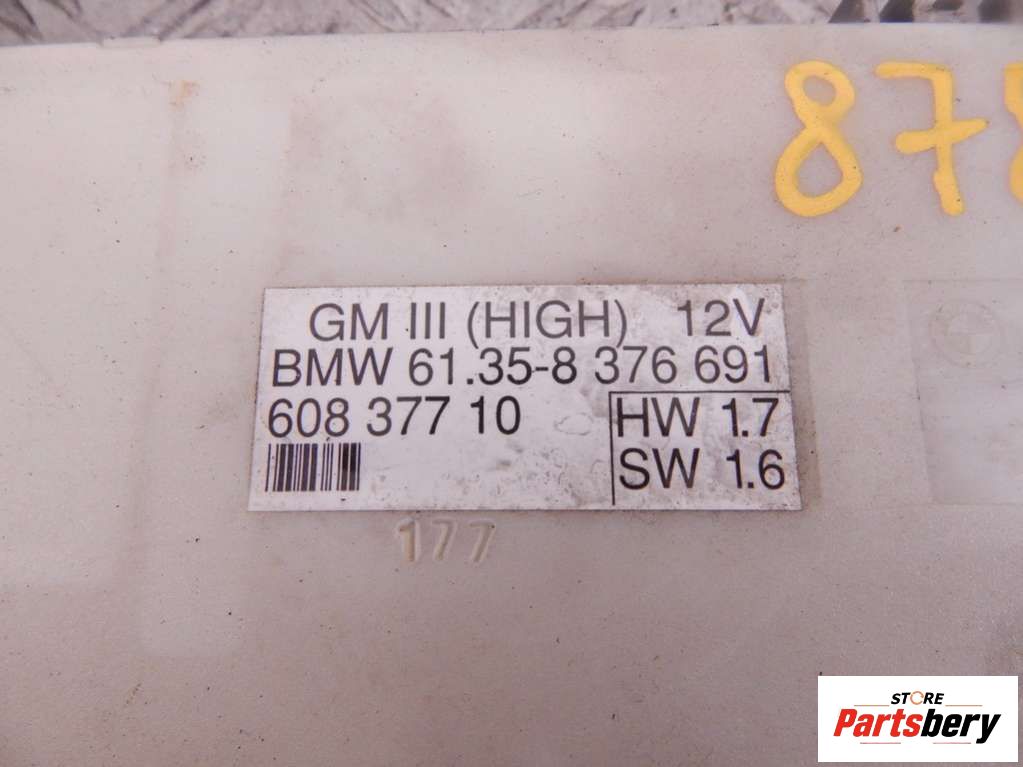 878
GM III (HIGH) 12V
BMW 61.35-8 376 691
608 377 10
HW 1.7
SW 1.6
177
STORE
Partsbery